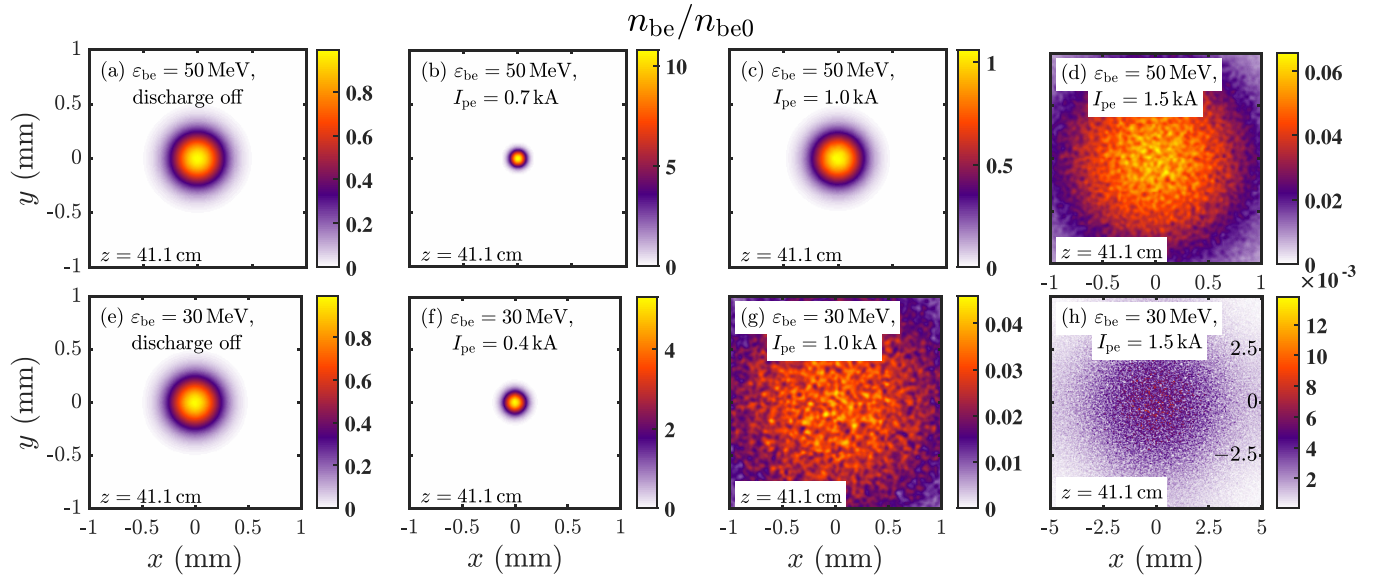 n_be/n_be0
(a) ε_be = 50 MeV,
discharge off
z = 41.1 cm
y (mm)
1
0.5
0
-0.5
-1
0.8
0.6
0.4
0.2
0
(b) ε_be = 50 MeV,
I_pe = 0.7 kA
z = 41.1 cm
10
5
0
(c) ε_be = 50 MeV,
I_pe = 1.0 kA
z = 41.1 cm
1
0.5
0
(d) ε_be = 50 MeV,
I_pe = 1.5 kA
z = 41.1 cm
-1 -0.5 0 0.5 1
0.06
0.04
0.02
0
(e) ε_be = 30 MeV,
discharge off
z = 41.1 cm
y (mm)
1
0.5
0
-0.5
-1
-1 -0.5 0 0.5 1
x (mm)
0.8
0.6
0.4
0.2
0
(f) ε_be = 30 MeV,
I_pe = 0.4 kA
z = 41.1 cm
-1 -0.5 0 0.5 1
x (mm)
4
2
0
(g) ε_be = 30 MeV,
I_pe = 1.0 kA
z = 41.1 cm
-1 -0.5 0 0.5 1
x (mm)
0.04
0.03
0.02
0.01
0
×10⁻³
(h) ε_be = 30 MeV,
I_pe = 1.5 kA
2.5
0
−2.5
z = 41.1 cm
-5 -2.5 0 2.5 5
x (mm)
12
10
8
6
4
2